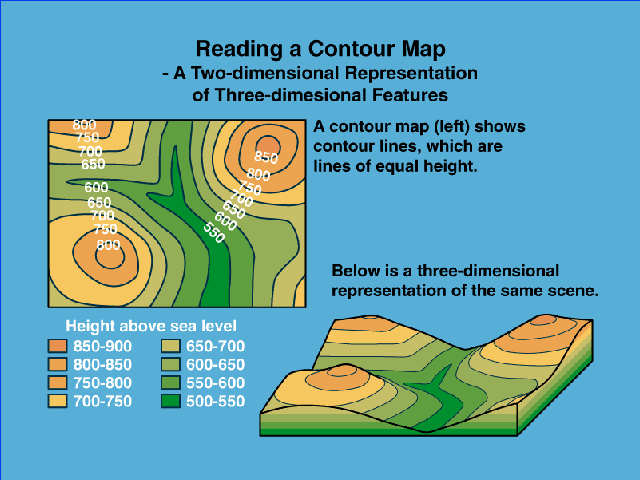 Reading a Contour Map
- A Two-dimensional Representation
of Three-dimesional Features
A contour map (left) shows
contour lines, which are
lines of equal height.
800
750
700
650
600
650
700
750
800
850
800
750
700
650
600
550
Below is a three-dimensional
representation of the same scene.
Height above sea level
850-900 650-700
800-850 600-650
750-800 550-600
700-750 500-550